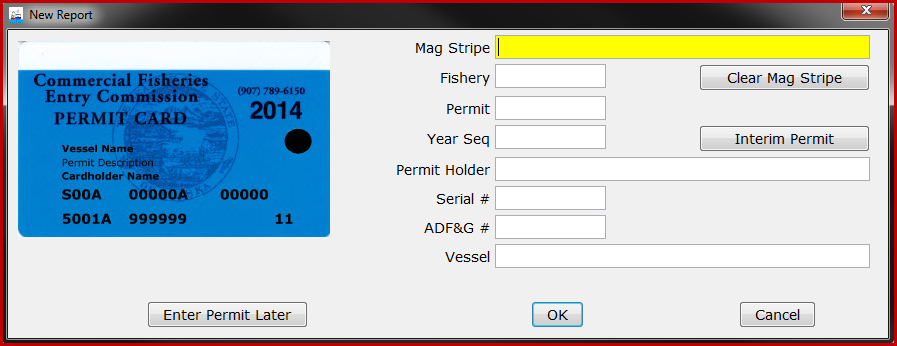 New Report
Commercial Fisheries
Entry Commission
(907) 789-6150
2014
PERMIT CARD
Vessel Name
Permit Description
Cardholder Name
S00A 00000A 00000
5001A 999999 11
Mag Stripe
Fishery
Clear Mag Stripe
Permit
Year Seq
Interim Permit
Permit Holder
Serial #
ADF&G #
Vessel
Enter Permit Later
OK
Cancel